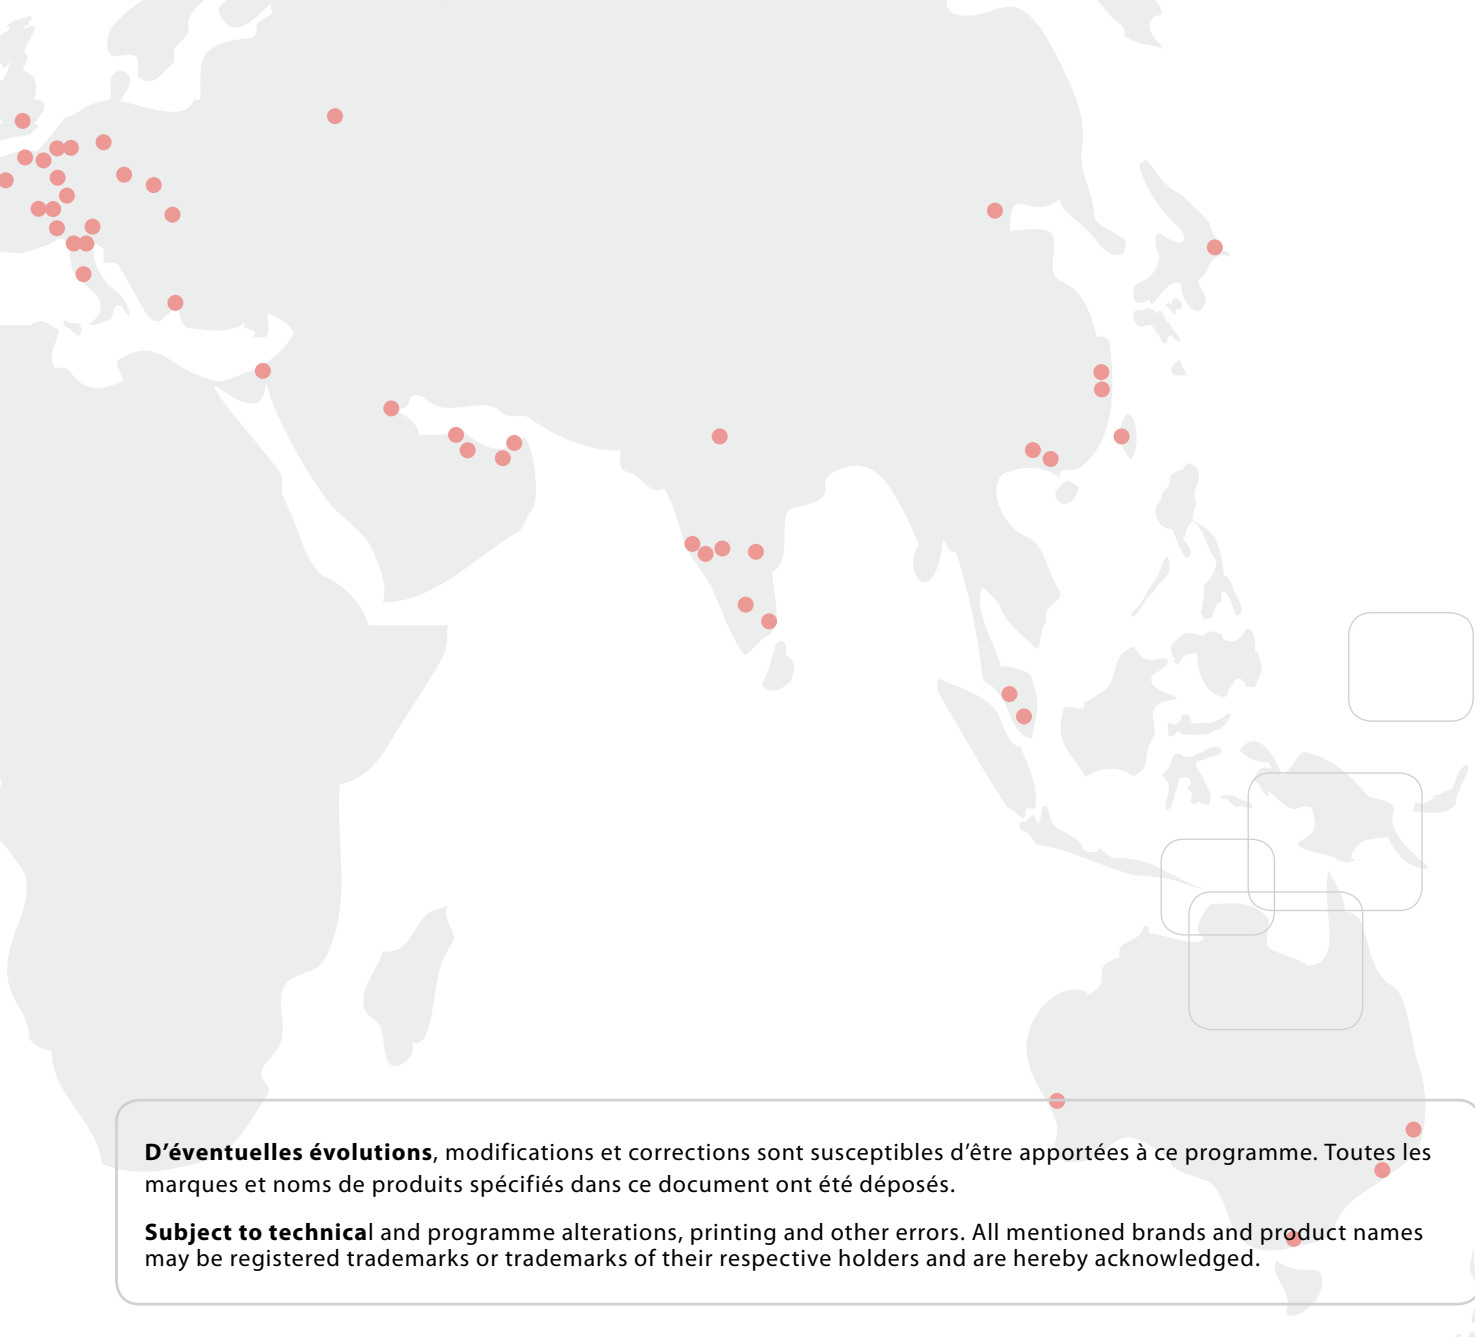 D’éventuelles évolutions, modifications et corrections sont susceptibles d’être apportées à ce programme. Toutes les
marques et noms de produits spécifiés dans ce document ont été déposés.
Subject to technical and programme alterations, printing and other errors. All mentioned brands and product names
may be registered trademarks or trademarks of their respective holders and are hereby acknowledged.